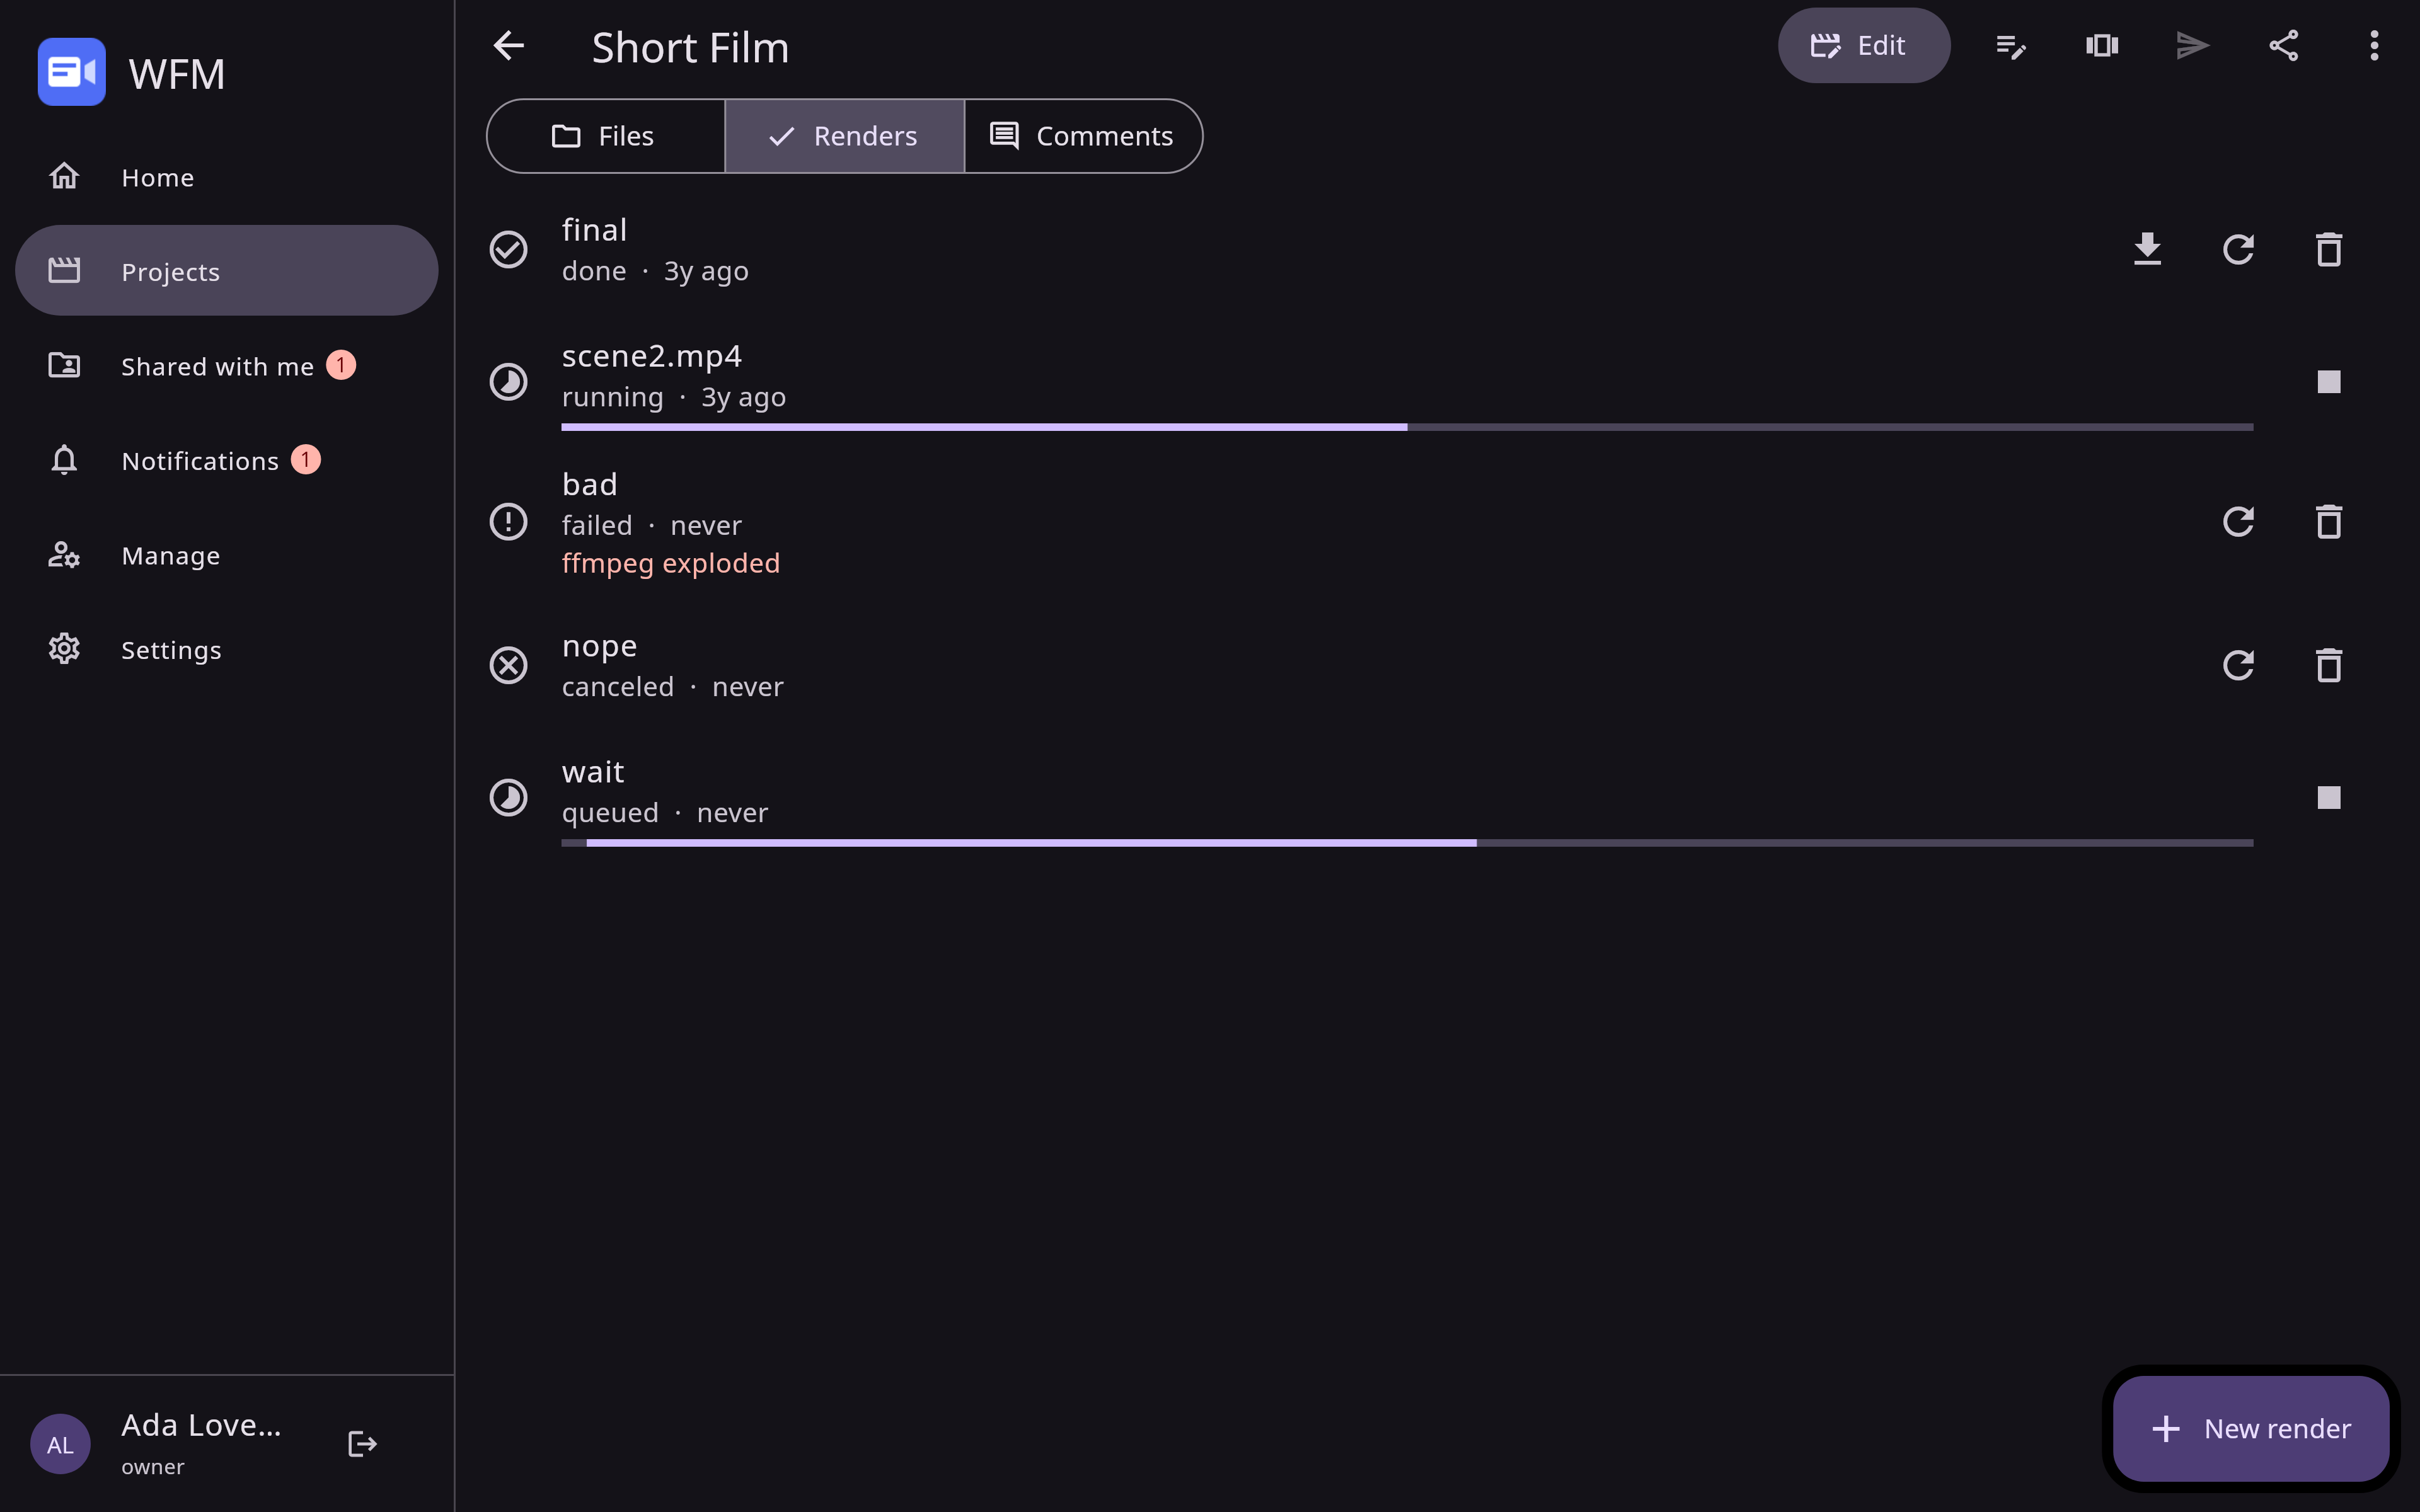 WFM
Home
Projects
Shared with me 1
Notifications 1
Manage
Settings
AL
Ada Love...
owner
Short Film
Edit
Files
Renders
Comments
final
done · 3y ago
scene2.mp4
running · 3y ago
bad
failed · never
ffmpeg exploded
nope
canceled · never
wait
queued · never
New render